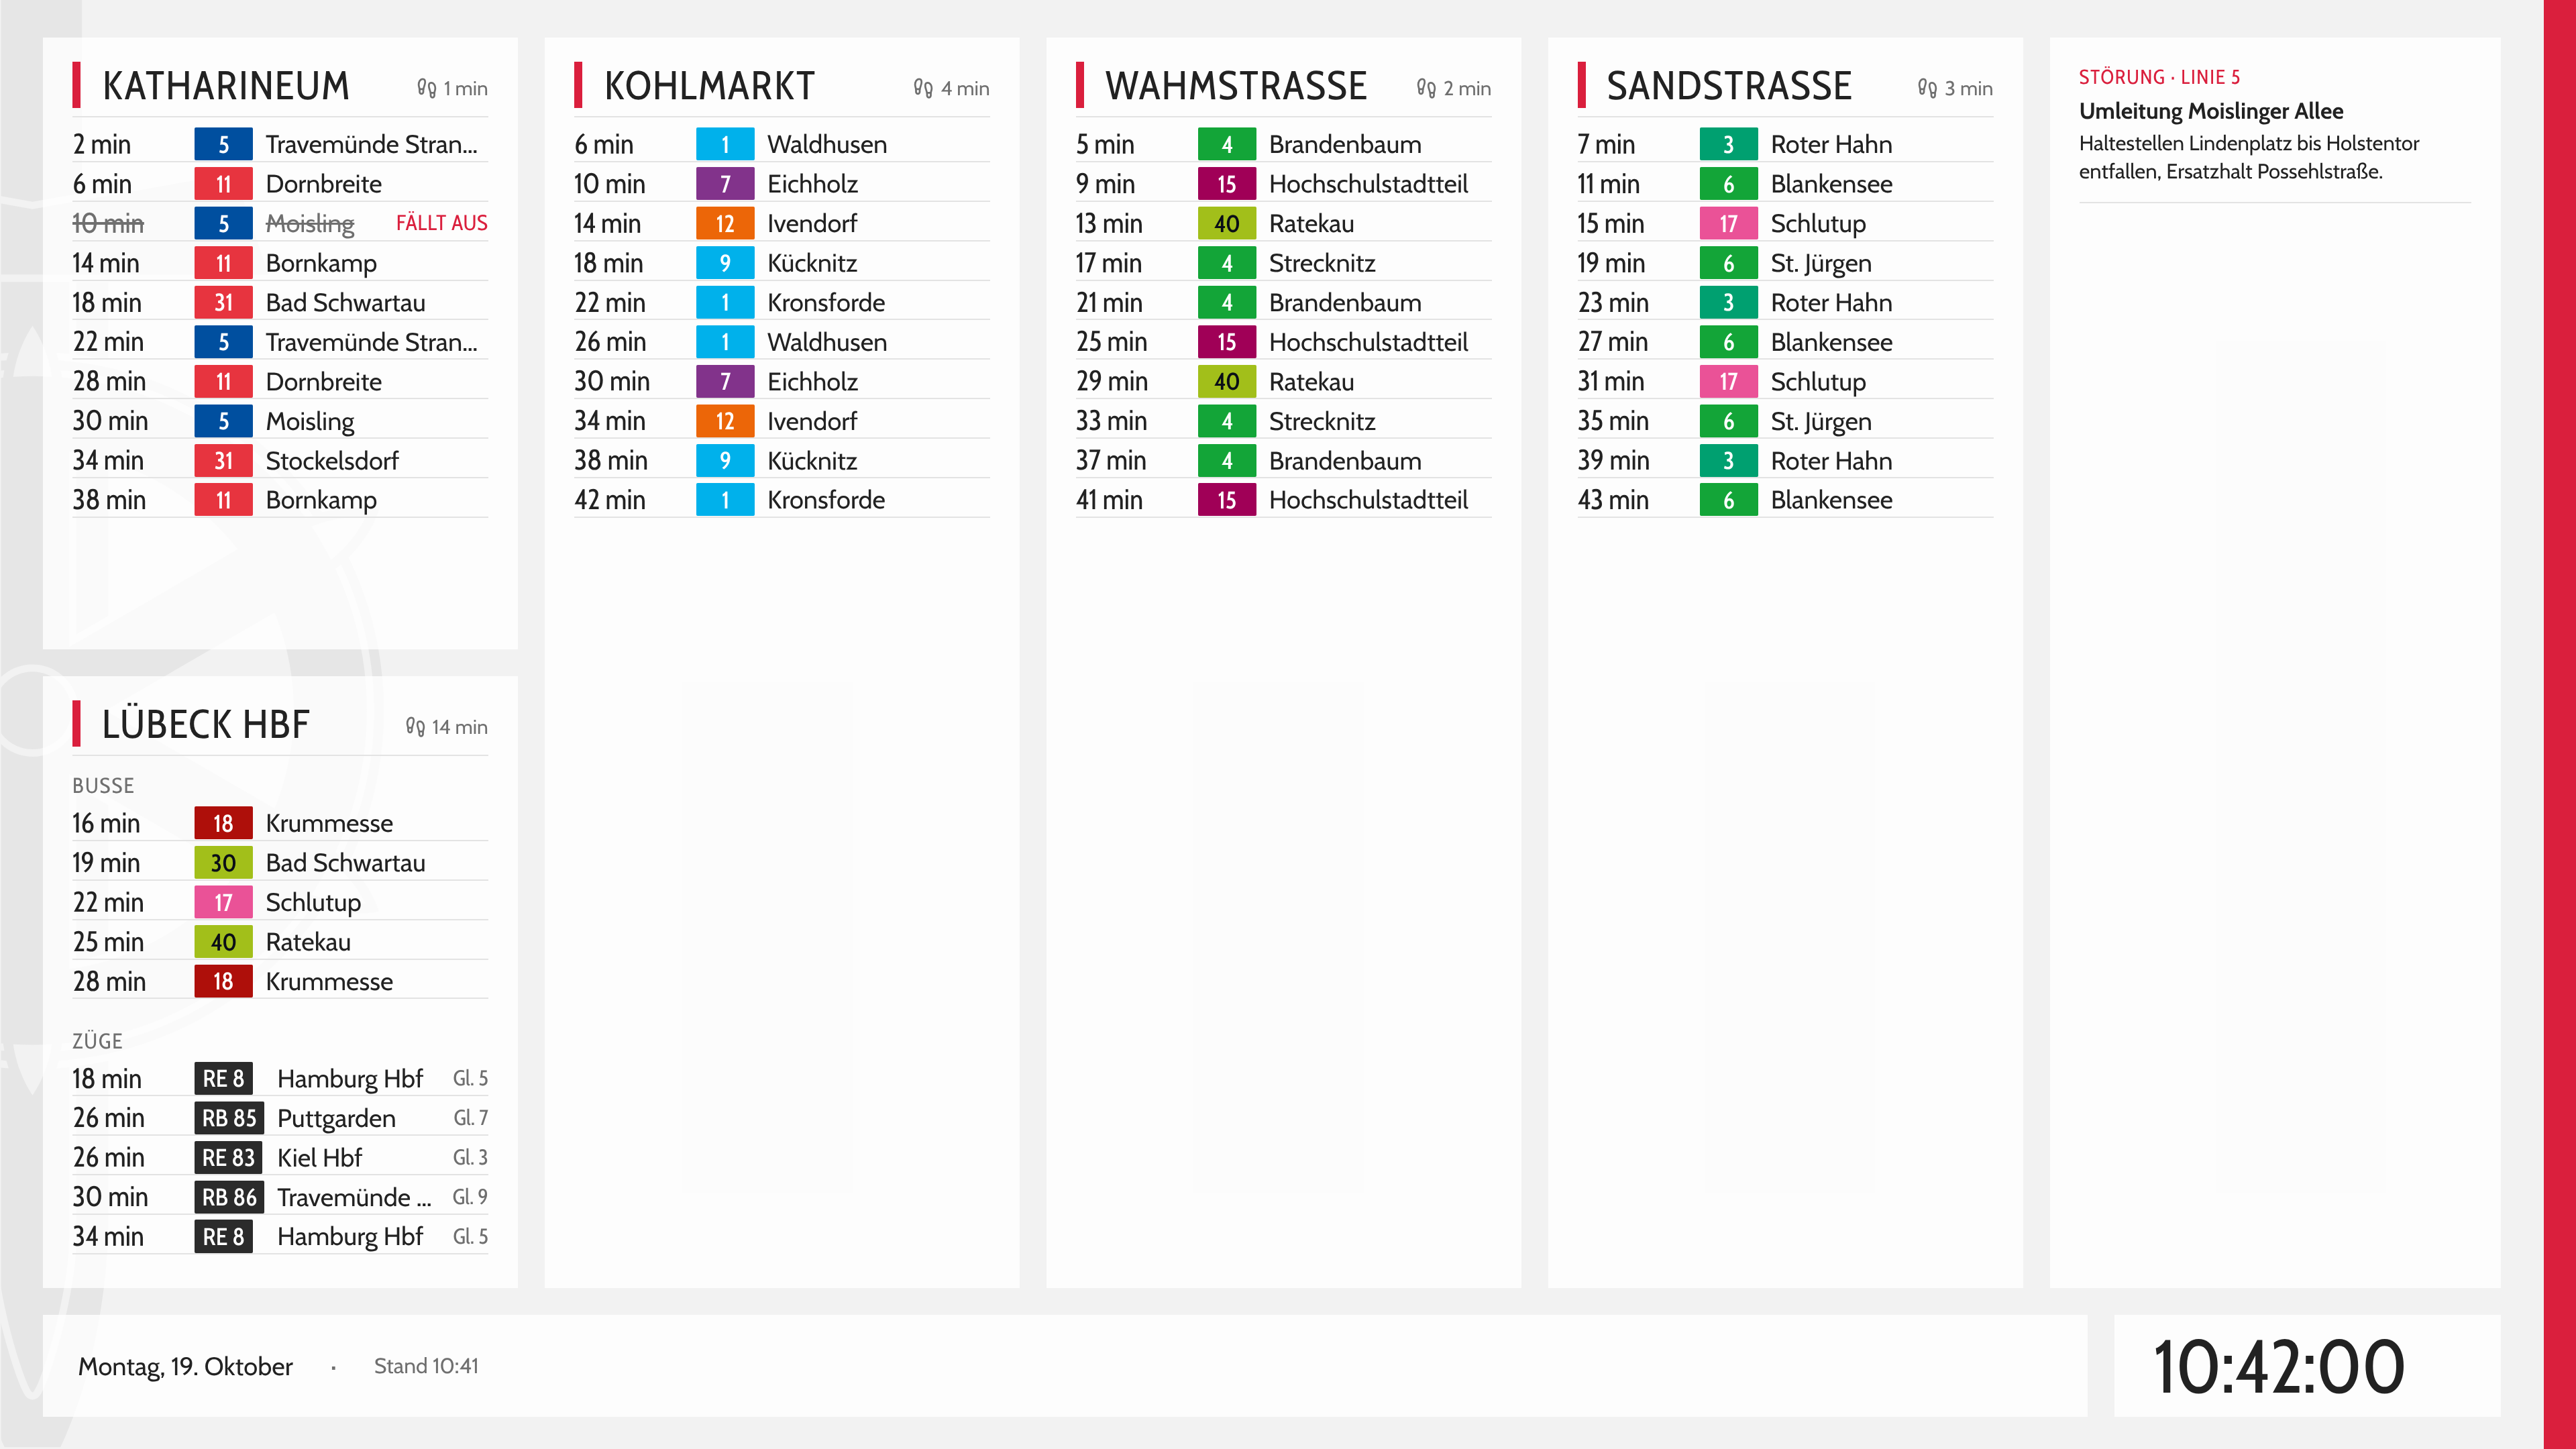 KATHARINEUM 1 min
2 min 5 Travemünde Stran...
6 min 11 Dornbreite
10 min 5 Moisling FÄLLT AUS
14 min 11 Bornkamp
18 min 31 Bad Schwartau
22 min 5 Travemünde Stran...
28 min 11 Dornbreite
30 min 5 Moisling
34 min 31 Stockelsdorf
38 min 11 Bornkamp
LÜBECK HBF 14 min
BUSSE
16 min 18 Krummesse
19 min 30 Bad Schwartau
22 min 17 Schlutup
25 min 40 Ratekau
28 min 18 Krummesse
ZÜGE
18 min RE 8 Hamburg Hbf Gl. 5
26 min RB 85 Puttgarden Gl. 7
26 min RE 83 Kiel Hbf Gl. 3
30 min RB 86 Travemünde ... Gl. 9
34 min RE 8 Hamburg Hbf Gl. 5
KOHLMARKT 4 min
6 min 1 Waldhusen
10 min 7 Eichholz
14 min 12 Ivendorf
18 min 9 Kücknitz
22 min 1 Kronsforde
26 min 1 Waldhusen
30 min 7 Eichholz
34 min 12 Ivendorf
38 min 9 Kücknitz
42 min 1 Kronsforde
WAHMSTRASSE 2 min
5 min 4 Brandenbaum
9 min 15 Hochschulstadtteil
13 min 40 Ratekau
17 min 4 Strecknitz
21 min 4 Brandenbaum
25 min 15 Hochschulstadtteil
29 min 40 Ratekau
33 min 4 Strecknitz
37 min 4 Brandenbaum
41 min 15 Hochschulstadtteil
SANDSTRASSE 3 min
7 min 3 Roter Hahn
11 min 6 Blankensee
15 min 17 Schlutup
19 min 6 St. Jürgen
23 min 3 Roter Hahn
27 min 6 Blankensee
31 min 17 Schlutup
35 min 6 St. Jürgen
39 min 3 Roter Hahn
43 min 6 Blankensee
STÖRUNG · LINIE 5
Umleitung Moislinger Allee
Haltestellen Lindenplatz bis Holstentor
entfallen, Ersatzhalt Possehlstraße.
Montag, 19. Oktober · Stand 10:41
10:42:00